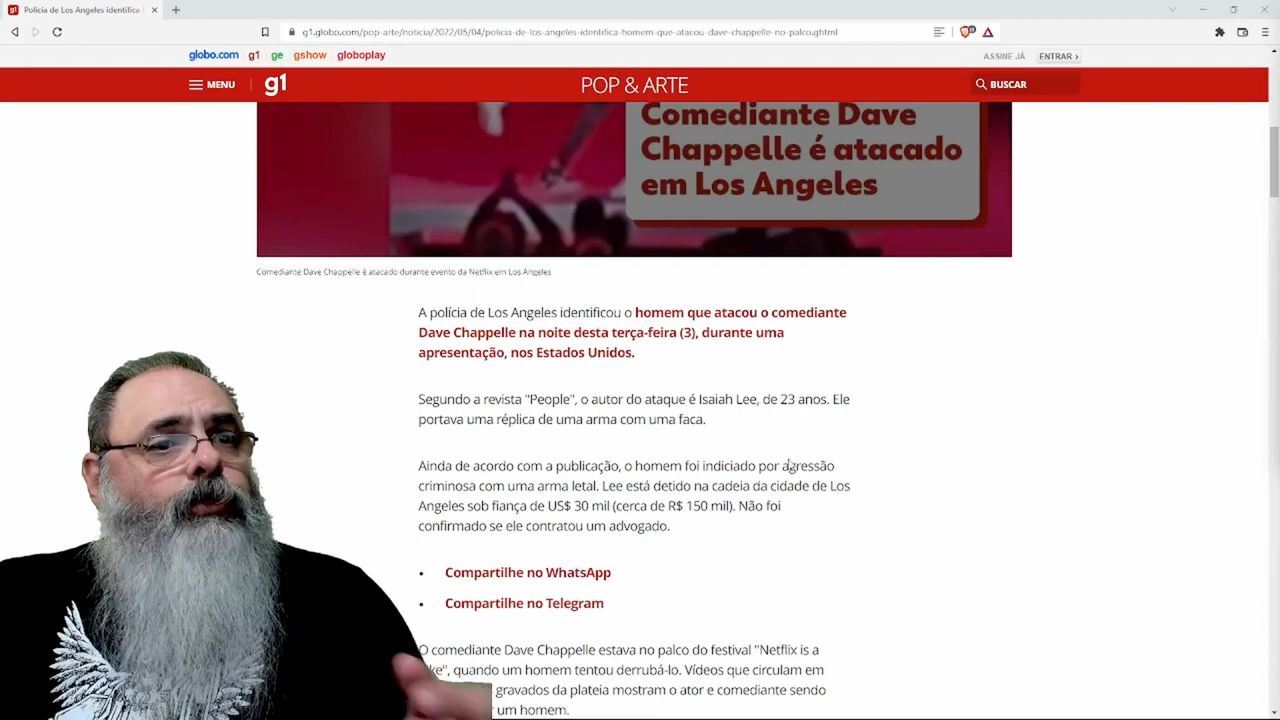 Polícia de Los Angeles identifica
g1.globo.com/pop-arte/noticia/2022/05/04/policia-de-los-angeles-identifica-homem-que-atacou-dave-chappelle-no-palco.ghtml
globo.com g1 ge gshow globoplay
ASSINE JÁ ENTRAR ›
MENU g1 POP & ARTE BUSCAR
Comediante Dave
Chappelle é atacado
em Los Angeles
Comediante Dave Chappelle é atacado durante evento da Netflix em Los Angeles
A polícia de Los Angeles identificou o homem que atacou o comediante
Dave Chappelle na noite desta terça-feira (3), durante uma
apresentação, nos Estados Unidos.
Segundo a revista "People", o autor do ataque é Isaiah Lee, de 23 anos. Ele
portava uma réplica de uma arma com uma faca.
Ainda de acordo com a publicação, o homem foi indiciado por agressão
criminosa com uma arma letal. Lee está detido na cadeia da cidade de Los
Angeles sob fiança de US$ 30 mil (cerca de R$ 150 mil). Não foi
confirmado se ele contratou um advogado.
• Compartilhe no WhatsApp
• Compartilhe no Telegram
O comediante Dave Chappelle estava no palco do festival "Netflix is a
quando um homem tentou derrubá-lo. Vídeos que circulam em
gravados da plateia mostram o ator e comediante sendo
um homem.